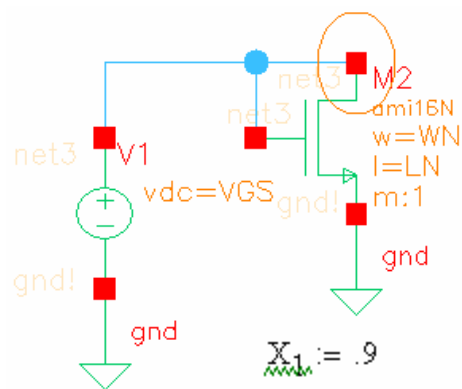 net3
M2
net3
ami16N
net3
V1
w=WN
l=LN
vdc=VGS
gnd!
m:1
gnd!
gnd
gnd
X1 := .9